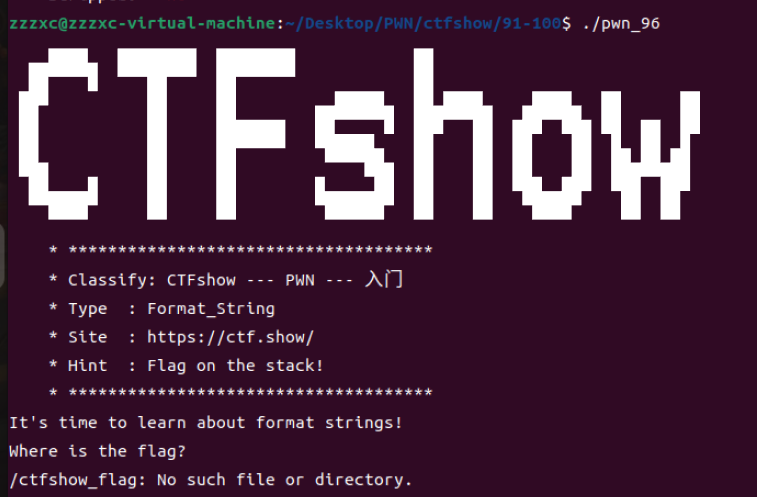 zzzxc@zzzxc-virtual-machine:~/Desktop/PWN/ctfshow/91-100$ ./pwn_96
CTFshow
* *************************************
* Classify: CTFshow --- PWN --- 入门
* Type  : Format_String
* Site  : https://ctf.show/
* Hint  : Flag on the stack!
* *************************************
It's time to learn about format strings!
Where is the flag?
/ctfshow_flag: No such file or directory.